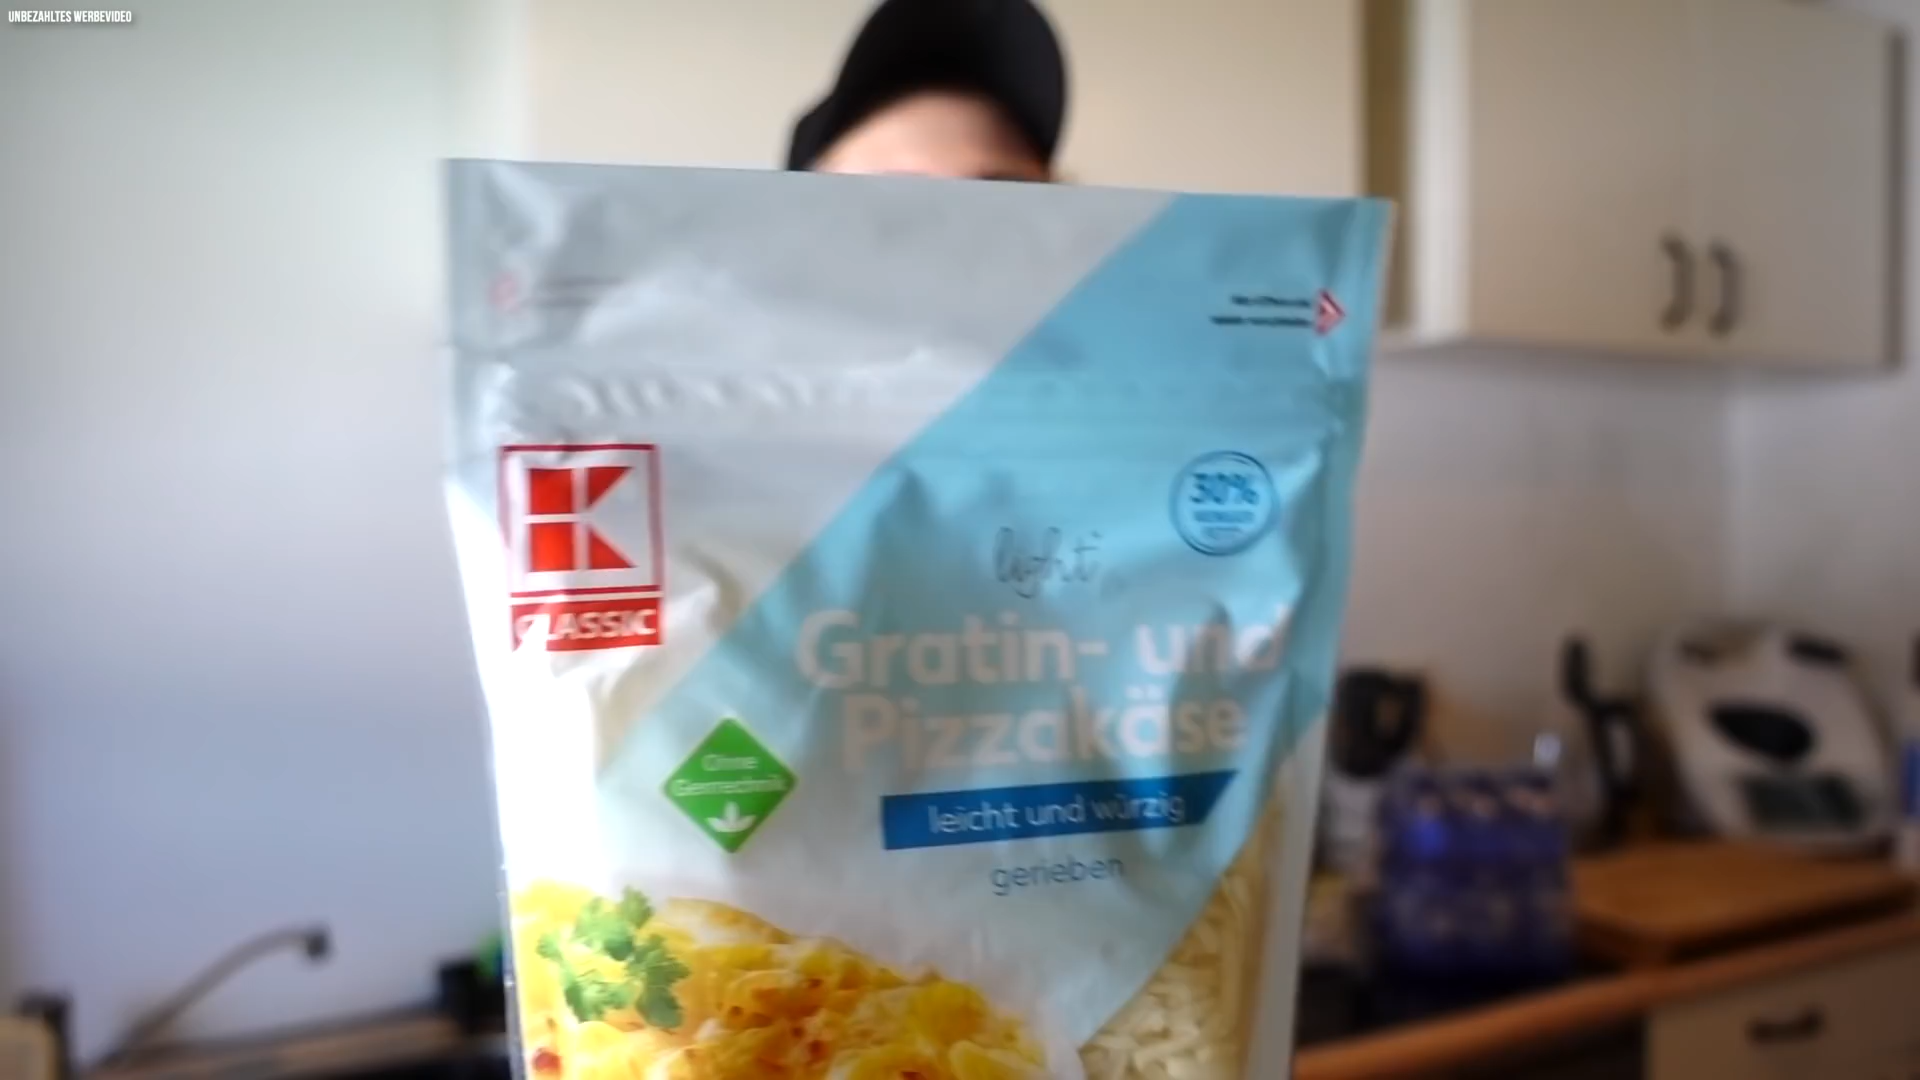 UNBEZAHLTES WERBEVIDEO
K
CLASSIC
30%
light
Gratin- und
Pizzakäse
Ohne
Gentechnik
leicht und würzig
gerieben